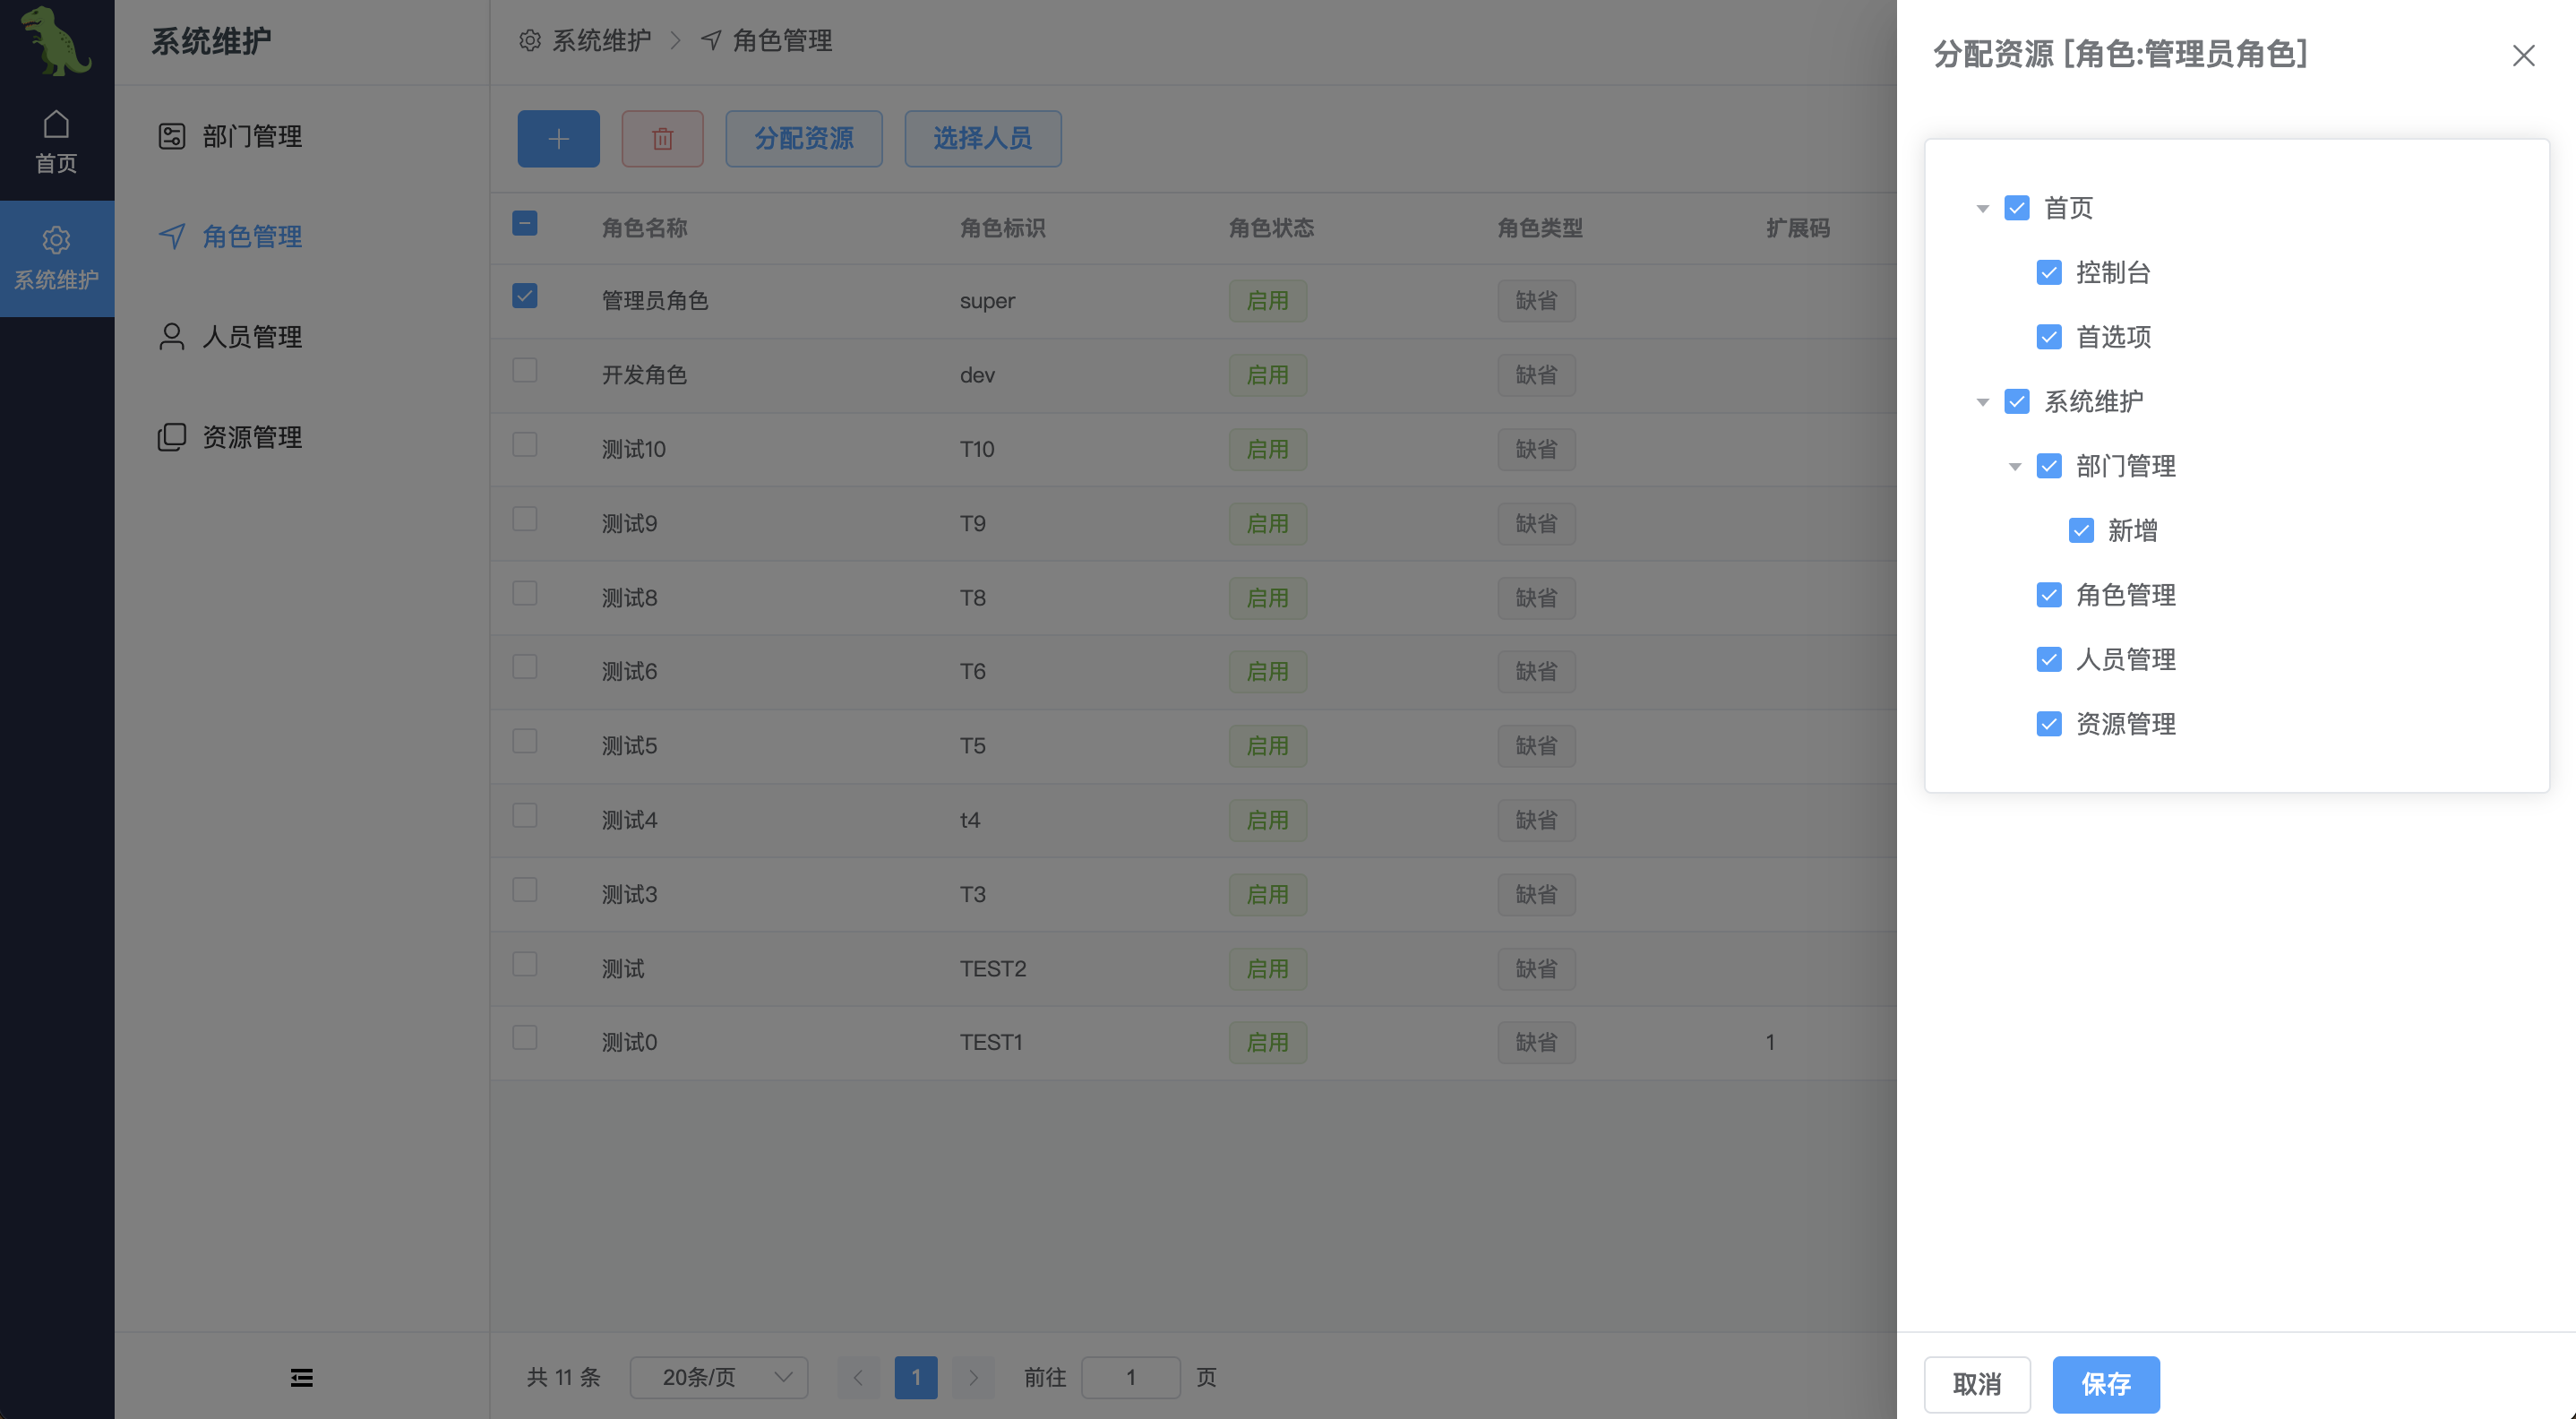 首页
系统维护
系统维护
部门管理
角色管理
人员管理
资源管理
系统维护 角色管理
分配资源 选择人员
角色名称 角色标识 角色状态 角色类型 扩展码
管理员角色 super 启用 缺省
开发角色 dev 启用 缺省
测试10 T10 启用 缺省
测试9 T9 启用 缺省
测试8 T8 启用 缺省
测试6 T6 启用 缺省
测试5 T5 启用 缺省
测试4 t4 启用 缺省
测试3 T3 启用 缺省
测试 TEST2 启用 缺省
测试0 TEST1 启用 缺省 1
共 11 条 20条/页 1 前往 1 页
分配资源 [角色:管理员角色]
首页
控制台
首选项
系统维护
部门管理
新增
角色管理
人员管理
资源管理
取消 保存